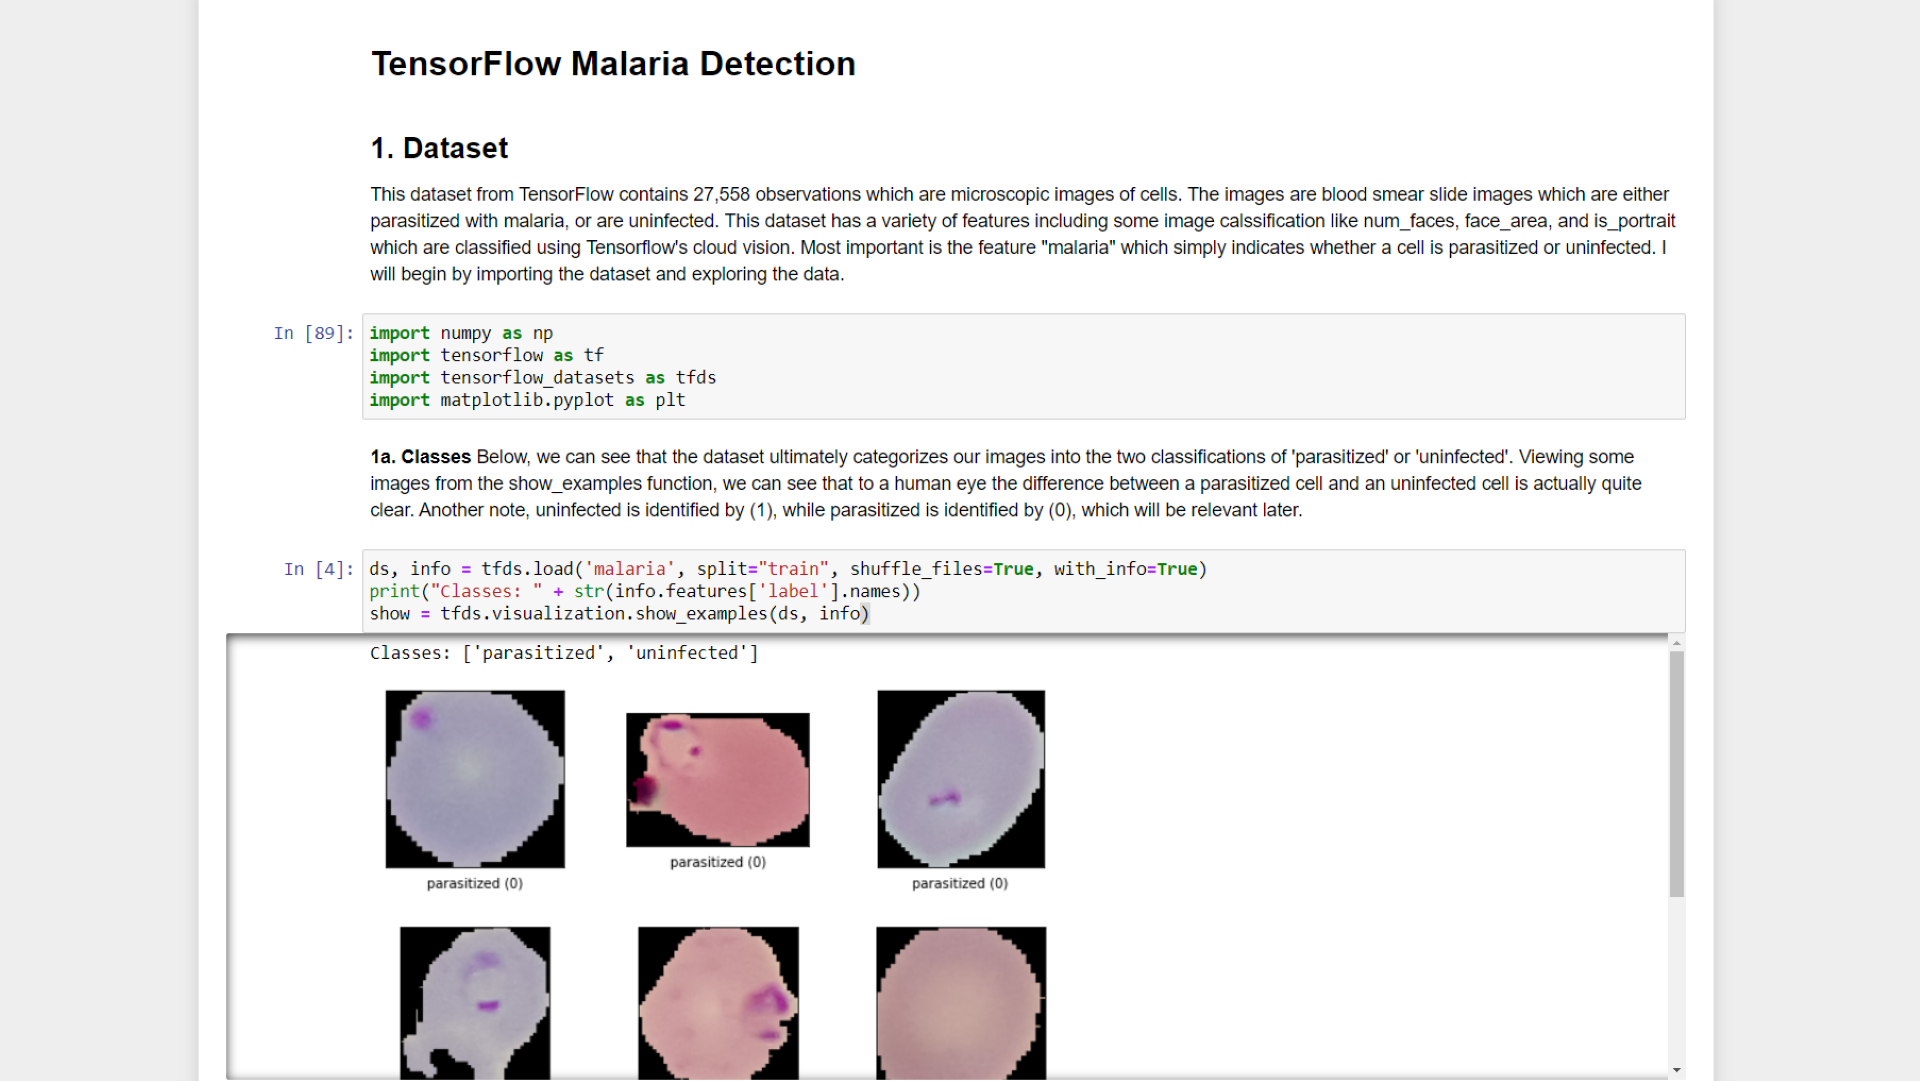 TensorFlow Malaria Detection
1. Dataset
This dataset from TensorFlow contains 27,558 observations which are microscopic images of cells. The images are blood smear slide images which are either
parasitized with malaria, or are uninfected. This dataset has a variety of features including some image calssification like num_faces, face_area, and is_portrait
which are classified using Tensorflow's cloud vision. Most important is the feature "malaria" which simply indicates whether a cell is parasitized or uninfected. I
will begin by importing the dataset and exploring the data.
In [89]: import numpy as np
import tensorflow as tf
import tensorflow_datasets as tfds
import matplotlib.pyplot as plt
1a. Classes Below, we can see that the dataset ultimately categorizes our images into the two classifications of 'parasitized' or 'uninfected'. Viewing some
images from the show_examples function, we can see that to a human eye the difference between a parasitized cell and an uninfected cell is actually quite
clear. Another note, uninfected is identified by (1), while parasitized is identified by (0), which will be relevant later.
In [4]: ds, info = tfds.load('malaria', split="train", shuffle_files=True, with_info=True)
print("Classes: " + str(info.features['label'].names))
show = tfds.visualization.show_examples(ds, info)
Classes: ['parasitized', 'uninfected']
parasitized (0)
parasitized (0)
parasitized (0)